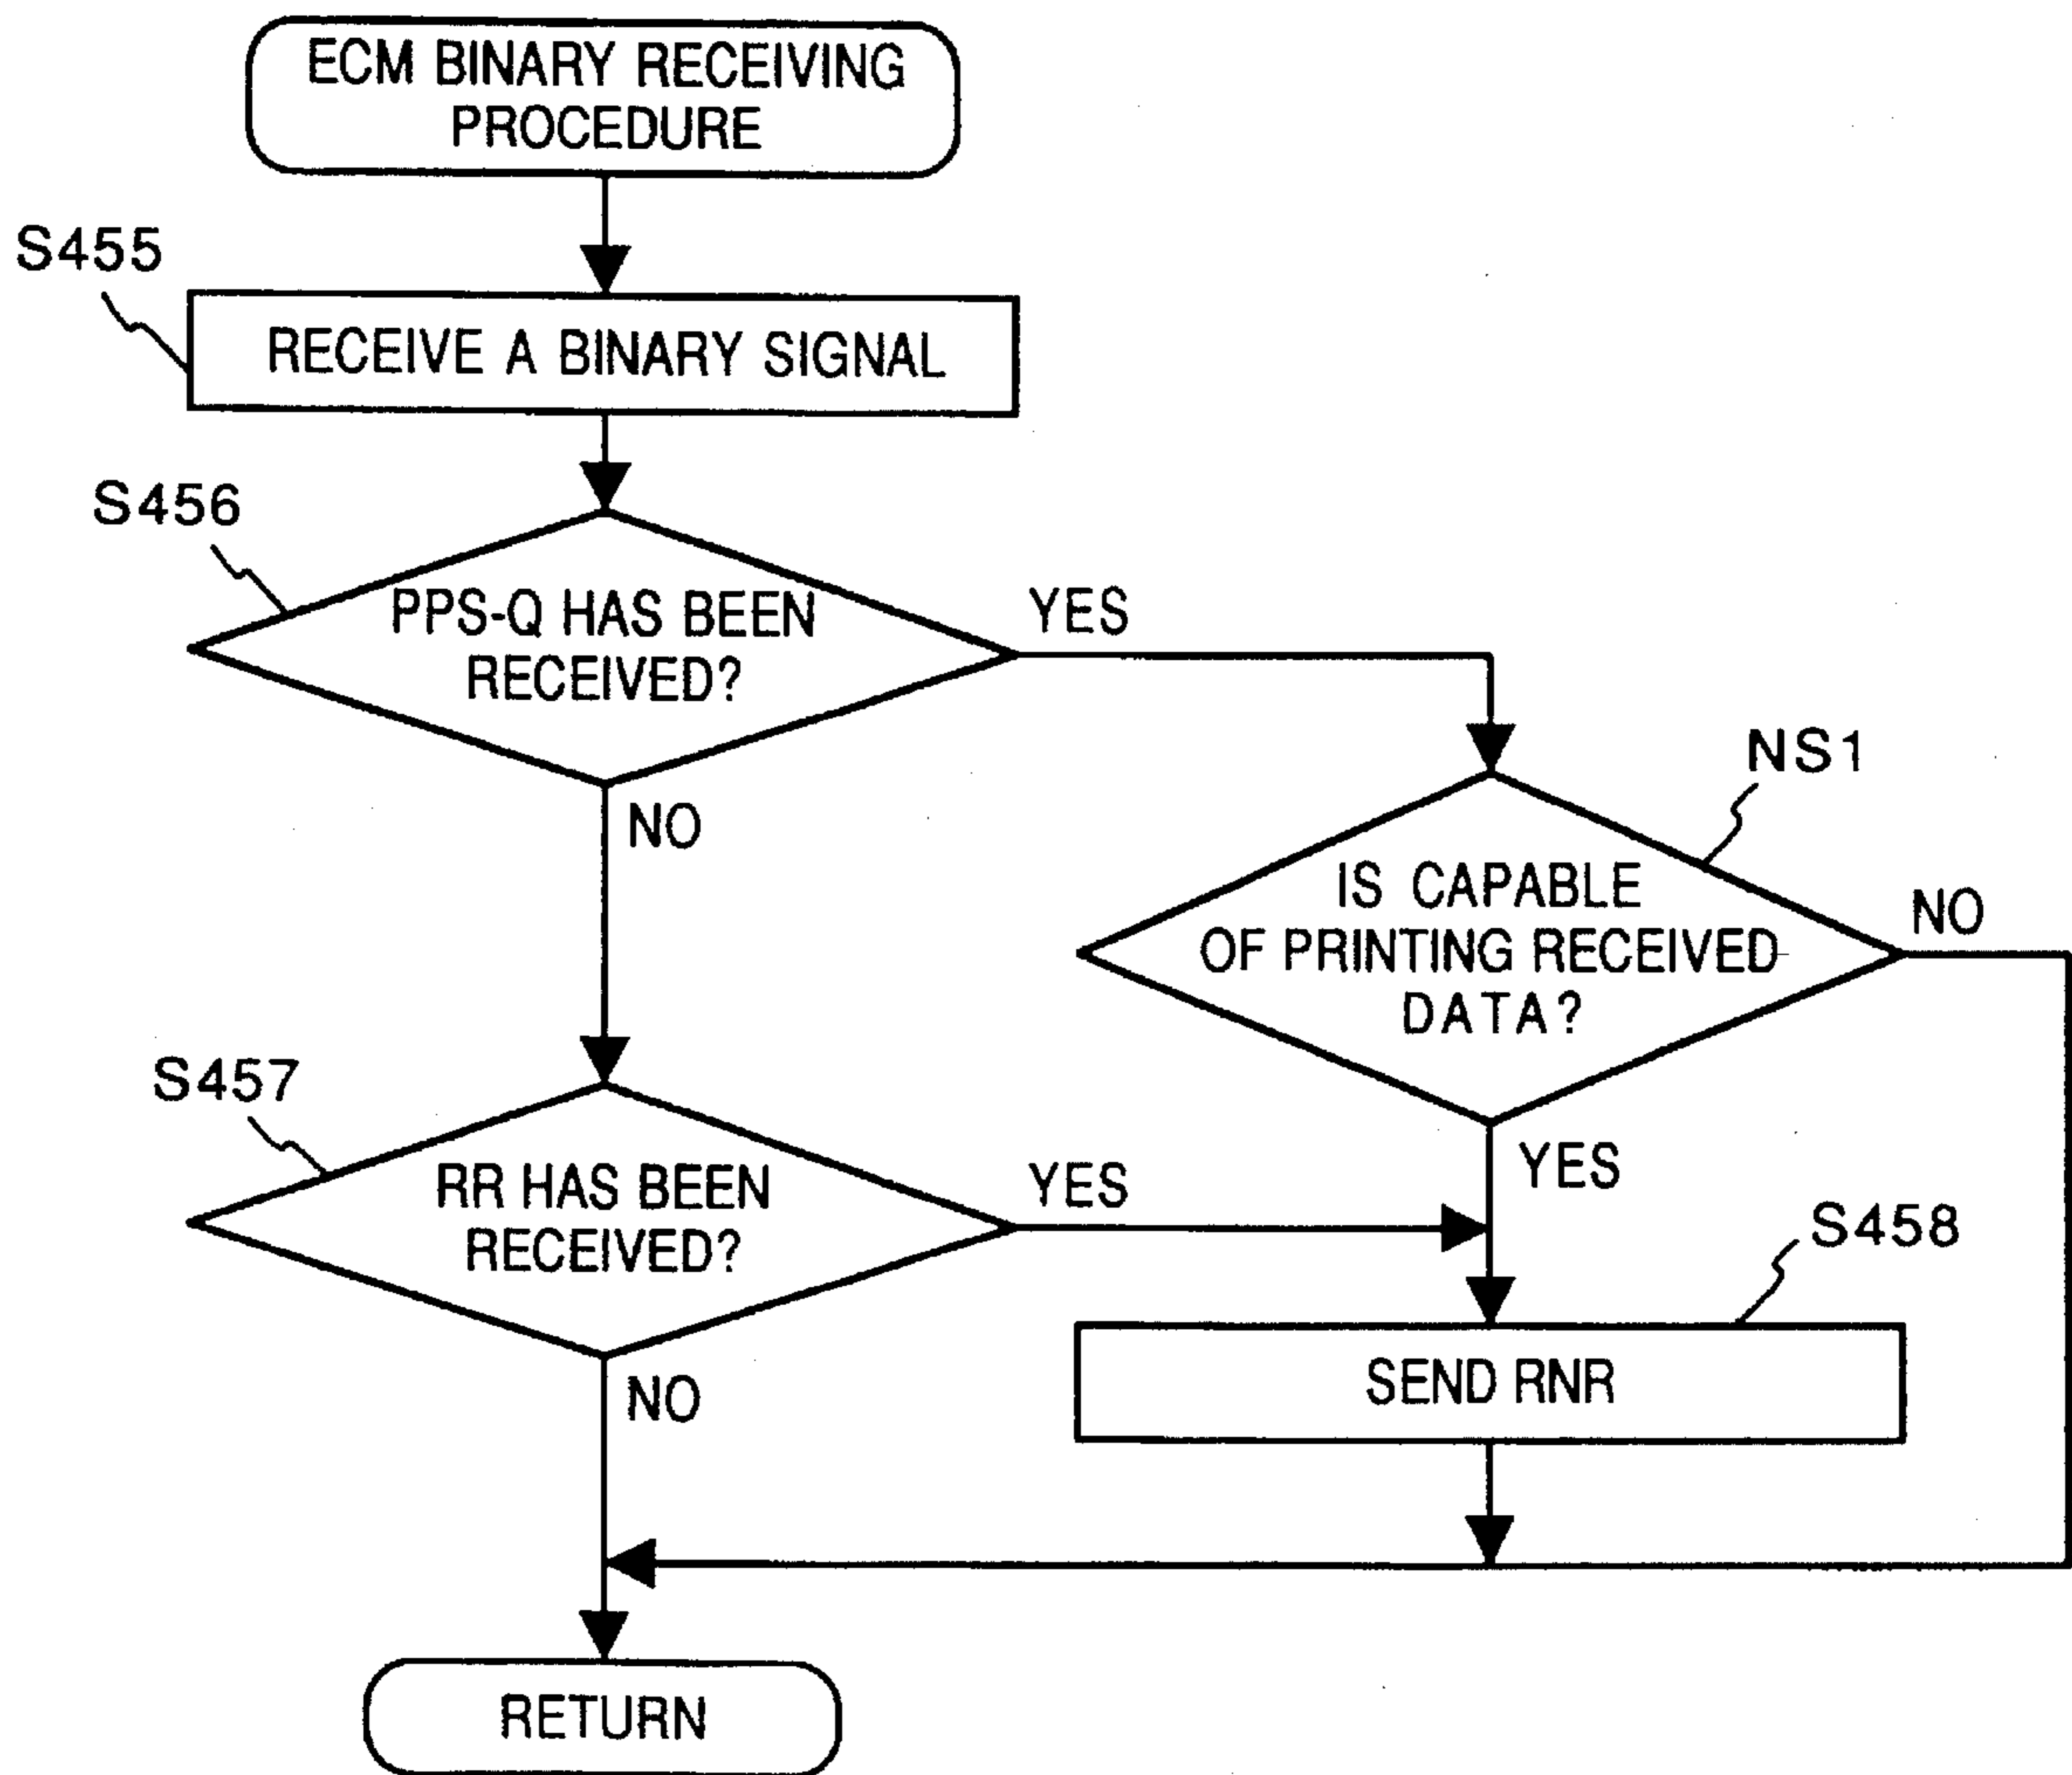 ECM BINARY RECEIVING
PROCEDURE
S455
RECEIVE A BINARY SIGNAL
S456
PPS-Q HAS BEEN
RECEIVED?
YES
NO
NS1
IS CAPABLE
OF PRINTING RECEIVED
DATA?
NO
YES
S457
RR HAS BEEN
RECEIVED?
YES
NO
S458
SEND RNR
RETURN